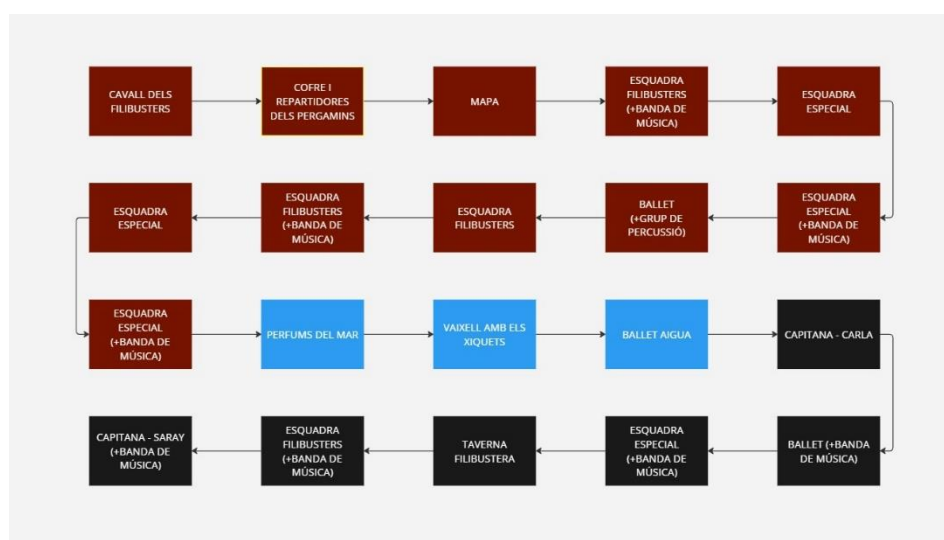 CAVALL DELS
FILIBUSTERS
COFRE I
REPARTIDORES
DELS PERGAMINS
MAPA
ESQUADRA
FILIBUSTERS
(+BANDA DE
MÚSICA)
ESQUADRA
ESPECIAL
ESQUADRA
ESPECIAL
(+BANDA DE
MÚSICA)
BALLET
(+GRUP DE
PERCUSSIÓ)
ESQUADRA
FILIBUSTERS
ESQUADRA
FILIBUSTERS
(+BANDA DE
MÚSICA)
ESQUADRA
ESPECIAL
ESQUADRA
ESPECIAL
(+BANDA DE
MÚSICA)
PERFUMS DEL MAR
VAIXELL AMB ELS
XIQUETS
BALLET AIGUA
CAPITANA - CARLA
BALLET (+BANDA
DE MÚSICA)
ESQUADRA
ESPECIAL
(+BANDA DE
MÚSICA)
TAVERNA
FILIBUSTERA
ESQUADRA
FILIBUSTERS
(+BANDA DE
MÚSICA)
CAPITANA - SARAY
(+BANDA DE
MÚSICA)